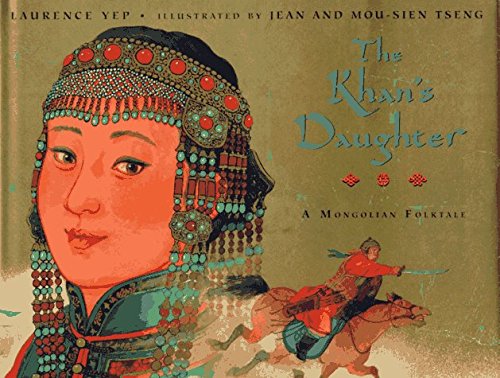 LAURENCE YEP • ILLUSTRATED BY JEAN AND MOU-SIEN TSENG
The
Khan's
Daughter
A MONGOLIAN FOLKTALE